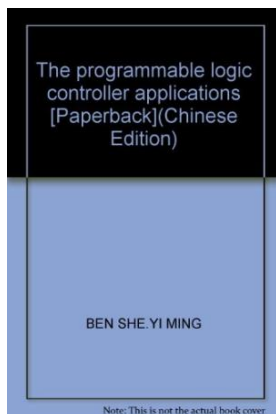 The programmable logic
controller applications
[Paperback](Chinese
Edition)
BEN SHE.YI MING
Note: This is not the actual book cover